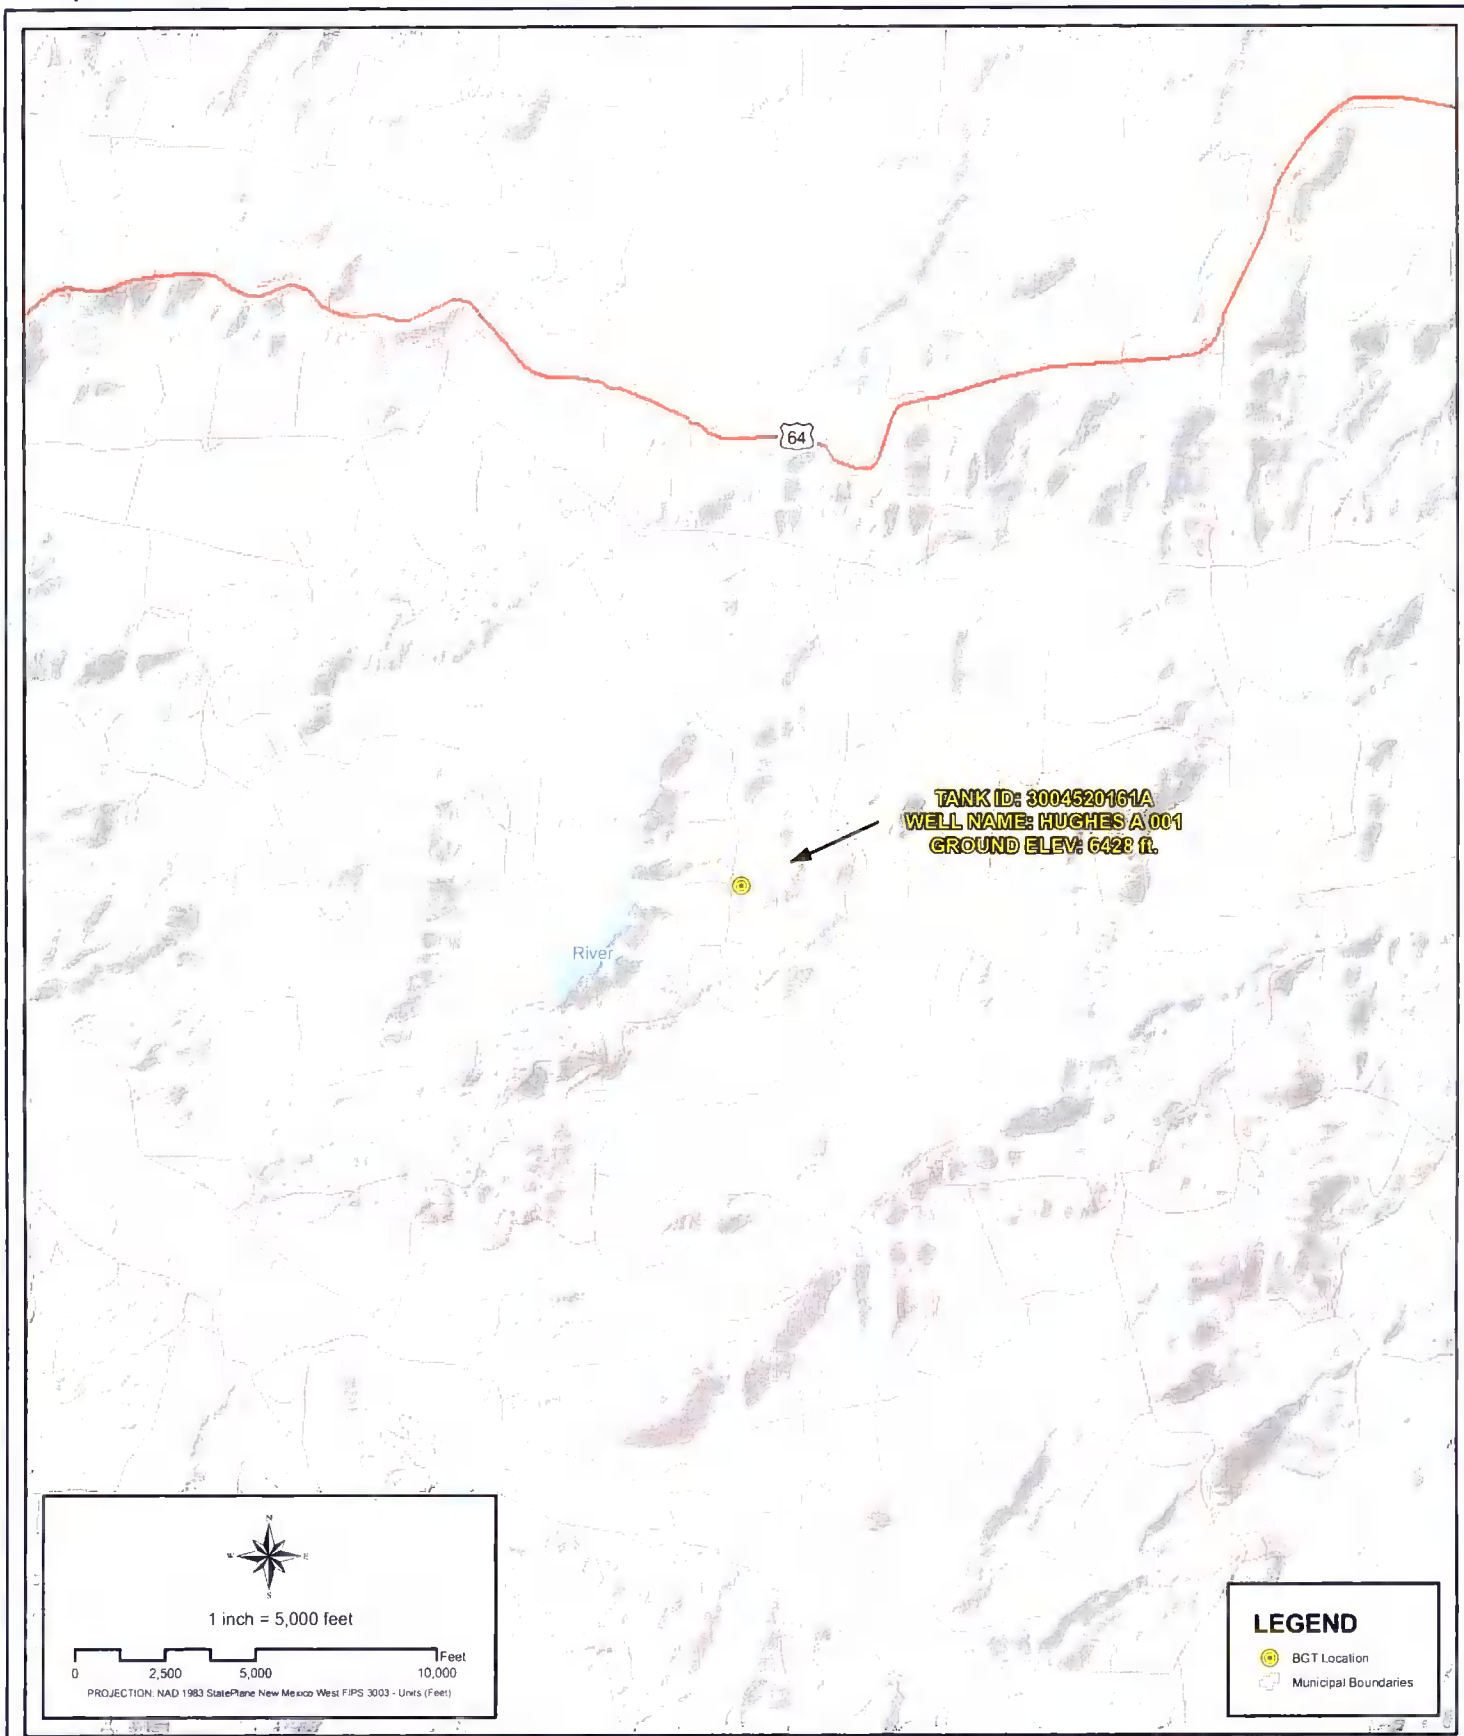 64
TANK ID: 3004520161A
WELL NAME: HUGHES A 001
GROUND ELEV: 6428 ft.
River
N
W E
S
1 inch = 5,000 feet
Feet
0 2,500 5,000 10,000
PROJECTION: NAD 1983 StatePlane New Mexico West FIPS 3003 - Units (Feet)
LEGEND
BGT Location
Municipal Boundaries